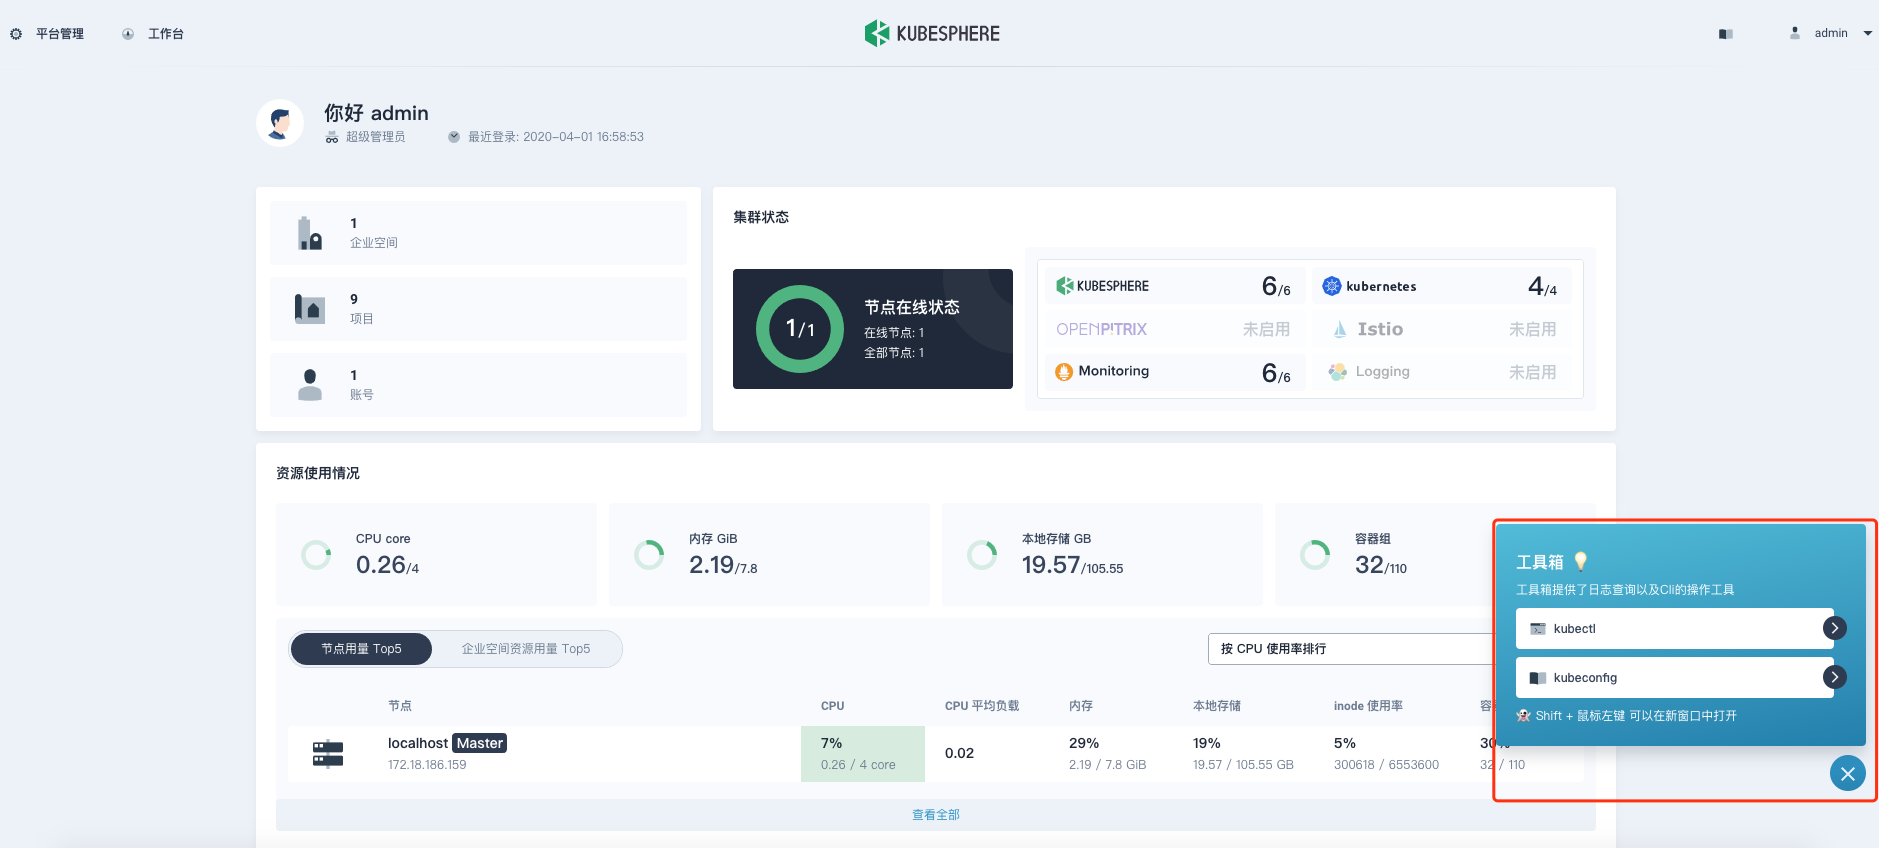 平台管理
工作台
KUBESPHERE
admin
你好 admin
超级管理员
最近登录: 2020-04-01 16:58:53
1
企业空间
9
项目
1
账号
集群状态
1/1
节点在线状态
在线节点: 1
全部节点: 1
KUBESPHERE 6/6
kubernetes 4/4
OPENPITRIX 未启用
Istio 未启用
Monitoring 6/6
Logging 未启用
资源使用情况
CPU core
0.26/4
内存 GiB
2.19/7.8
本地存储 GB
19.57/105.55
容器组
32/110
节点用量 Top5
企业空间资源用量 Top5
按 CPU 使用率排行
节点 CPU CPU 平均负载 内存 本地存储 inode 使用率
localhost Master 7% 0.02 29% 19% 5% 30%
172.18.186.159 0.26 / 4 core 2.19 / 7.8 GiB 19.57 / 105.55 GB 300618 / 6553600 32 / 110
查看全部
工具箱
工具箱提供了日志查询以及Cli的操作工具
kubectl
kubeconfig
Shift + 鼠标左键 可以在新窗口中打开